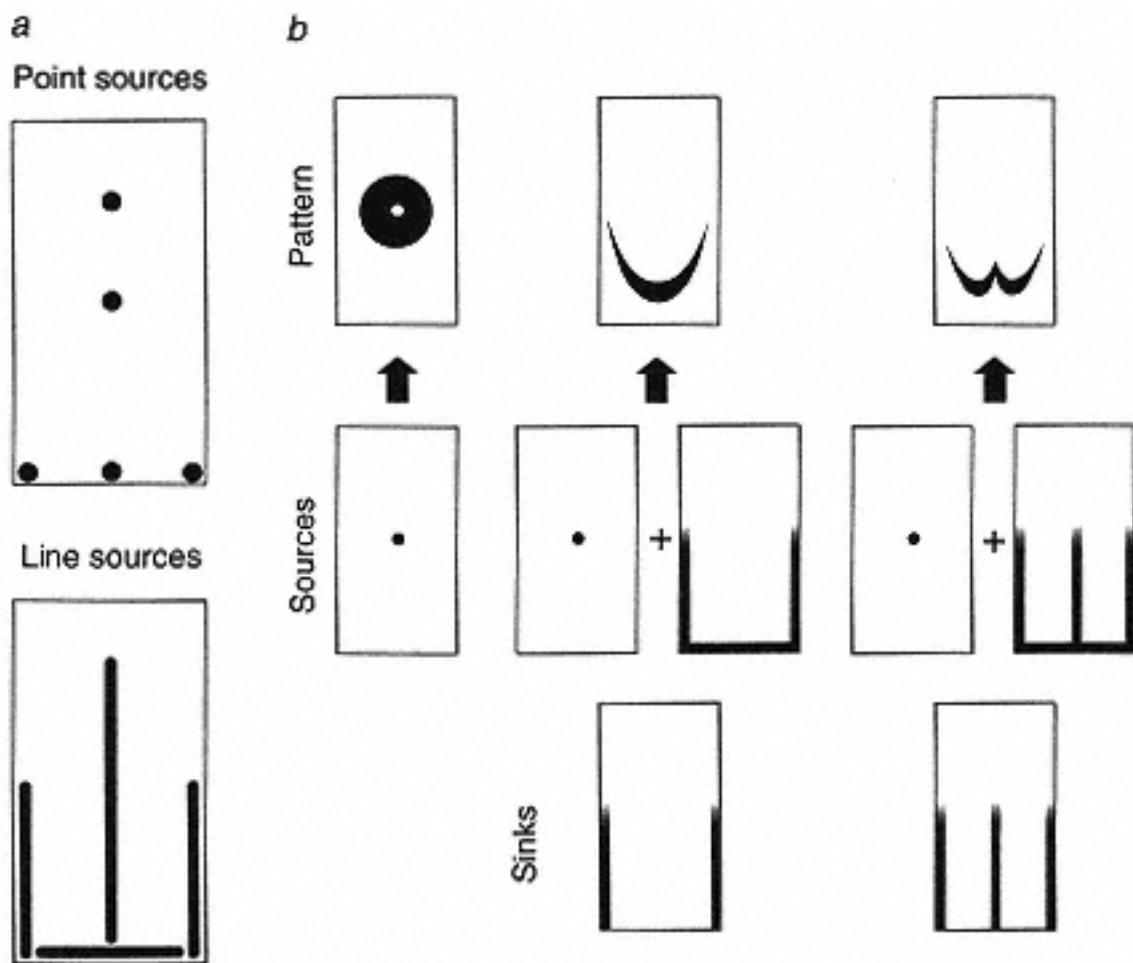 a
Point sources
Line sources
b
Pattern
Sources
+
+
Sinks